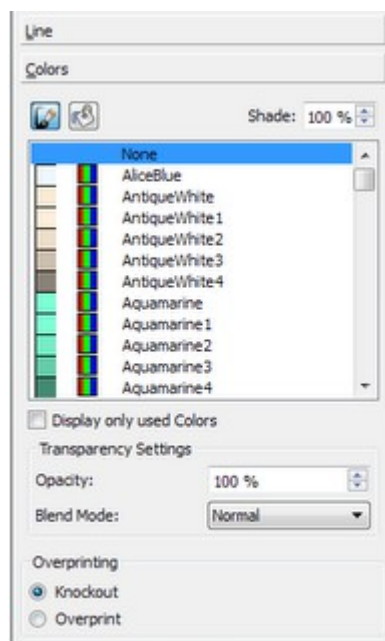 Line
Colors
Shade: 100 %
None
AliceBlue
AntiqueWhite
AntiqueWhite1
AntiqueWhite2
AntiqueWhite3
AntiqueWhite4
Aquamarine
Aquamarine1
Aquamarine2
Aquamarine3
Aquamarine4
Display only used Colors
Transparency Settings
Opacity: 100 %
Blend Mode: Normal
Overprinting
Knockout
Overprint